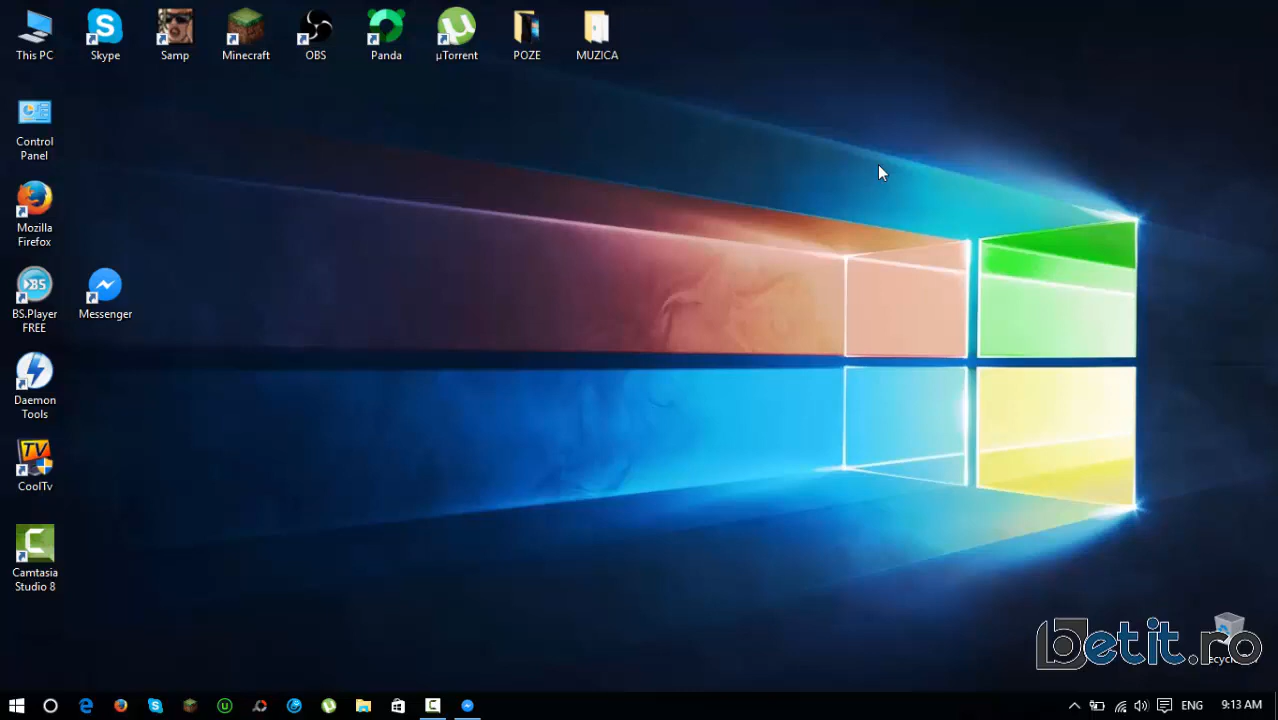 This PC
Skype
Samp
Minecraft
OBS
Panda
µTorrent
POZE
MUZICA
Control
Panel
Mozilla
Firefox
BS.Player
FREE
Messenger
Daemon
Tools
TV
CoolTv
Camtasia
Studio 8
betit.ro
ENG
9:13 AM